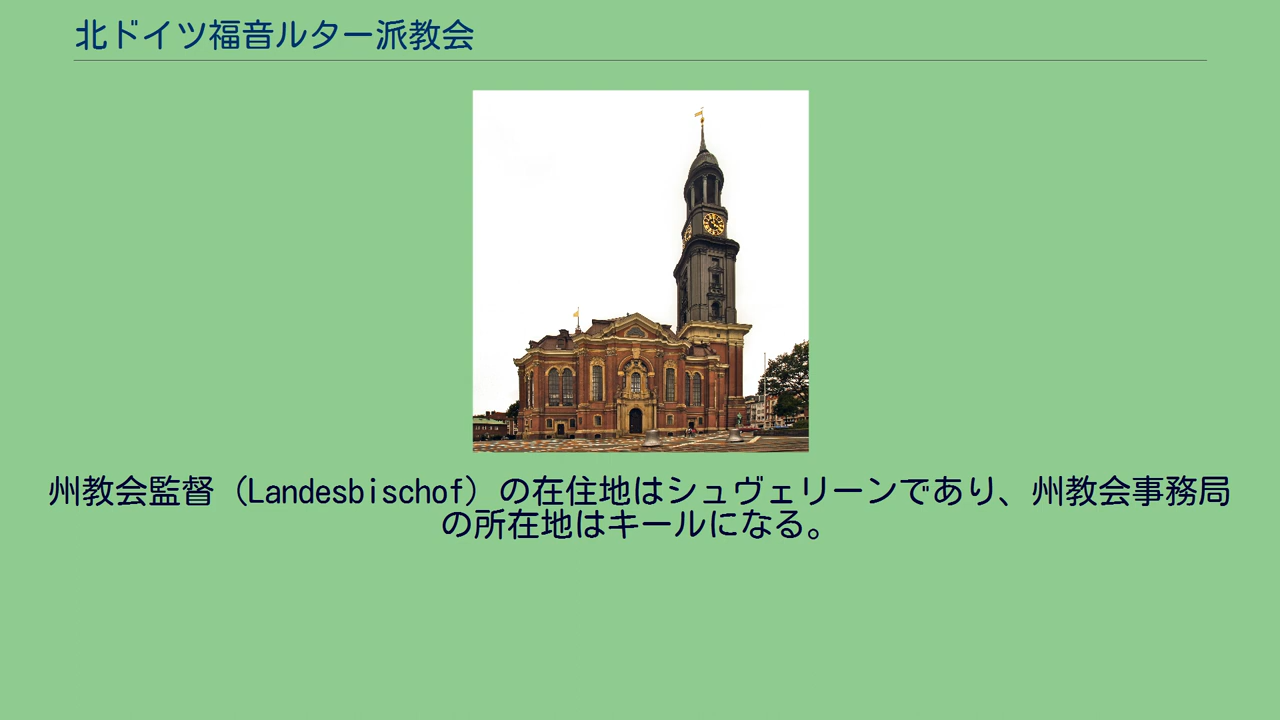 北ドイツ福音ルター派教会
州教会監督（Landesbischof）の在住地はシュヴェリーンであり、州教会事務局
の所在地はキールになる。